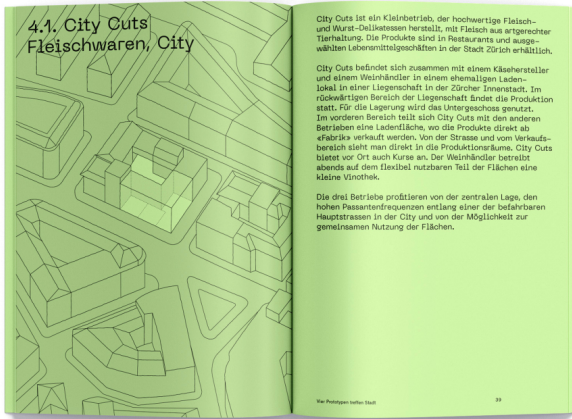 4.1. City Cuts
Fleischwaren, City
City Cuts ist ein Kleinbetrieb, der hochwertige Fleisch-
und Wurst-Delikatessen herstellt, mit Fleisch aus artgerechter
Tierhaltung. Die Produkte sind in Restaurants und ausge-
wählten Lebensmittelgeschäften in der Stadt Zürich erhältlich.
City Cuts befindet sich zusammen mit einem Käsehersteller
und einem Weinhändler in einem ehemaligen Laden-
lokal in einer Liegenschaft in der Zürcher Innenstadt. Im
rückwärtigen Bereich der Liegenschaft findet die Produktion
statt. Für die Lagerung wird das Untergeschoss genutzt.
Im vorderen Bereich teilt sich City Cuts mit den anderen
Betrieben eine Ladenfläche, wo die Produkte direkt ab
«Fabrik» verkauft werden. Von der Strasse und vom Verkaufs-
bereich sieht man direkt in die Produktionsräume. City Cuts
bietet vor Ort auch Kurse an. Der Weinhändler betreibt
abends auf dem flexibel nutzbaren Teil der Flächen eine
kleine Vinothek.
Die drei Betriebe profitieren von der zentralen Lage, den
hohen Passantenfrequenzen entlang einer der befahrbaren
Hauptstrassen in der City und von der Möglichkeit zur
gemeinsamen Nutzung der Flächen.
Vier Prototypen treffen Stadt
39